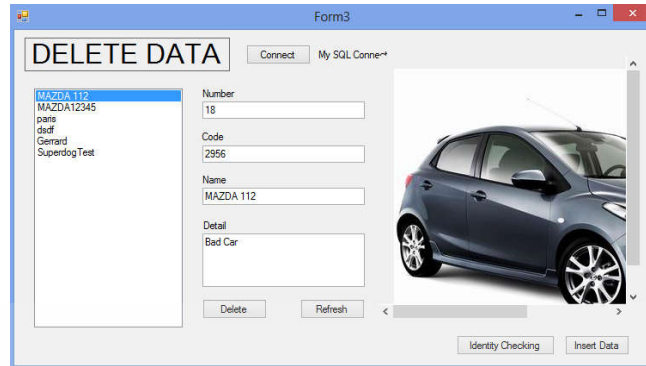 Form3
DELETE DATA
Connect
My SQL Connect
MAZDA 112
MAZDA12345
paris
dsdf
Gerrard
SuperdogTest
Number
18
Code
2956
Name
MAZDA 112
Detail
Bad Car
Delete
Refresh
Identity Checking
Insert Data